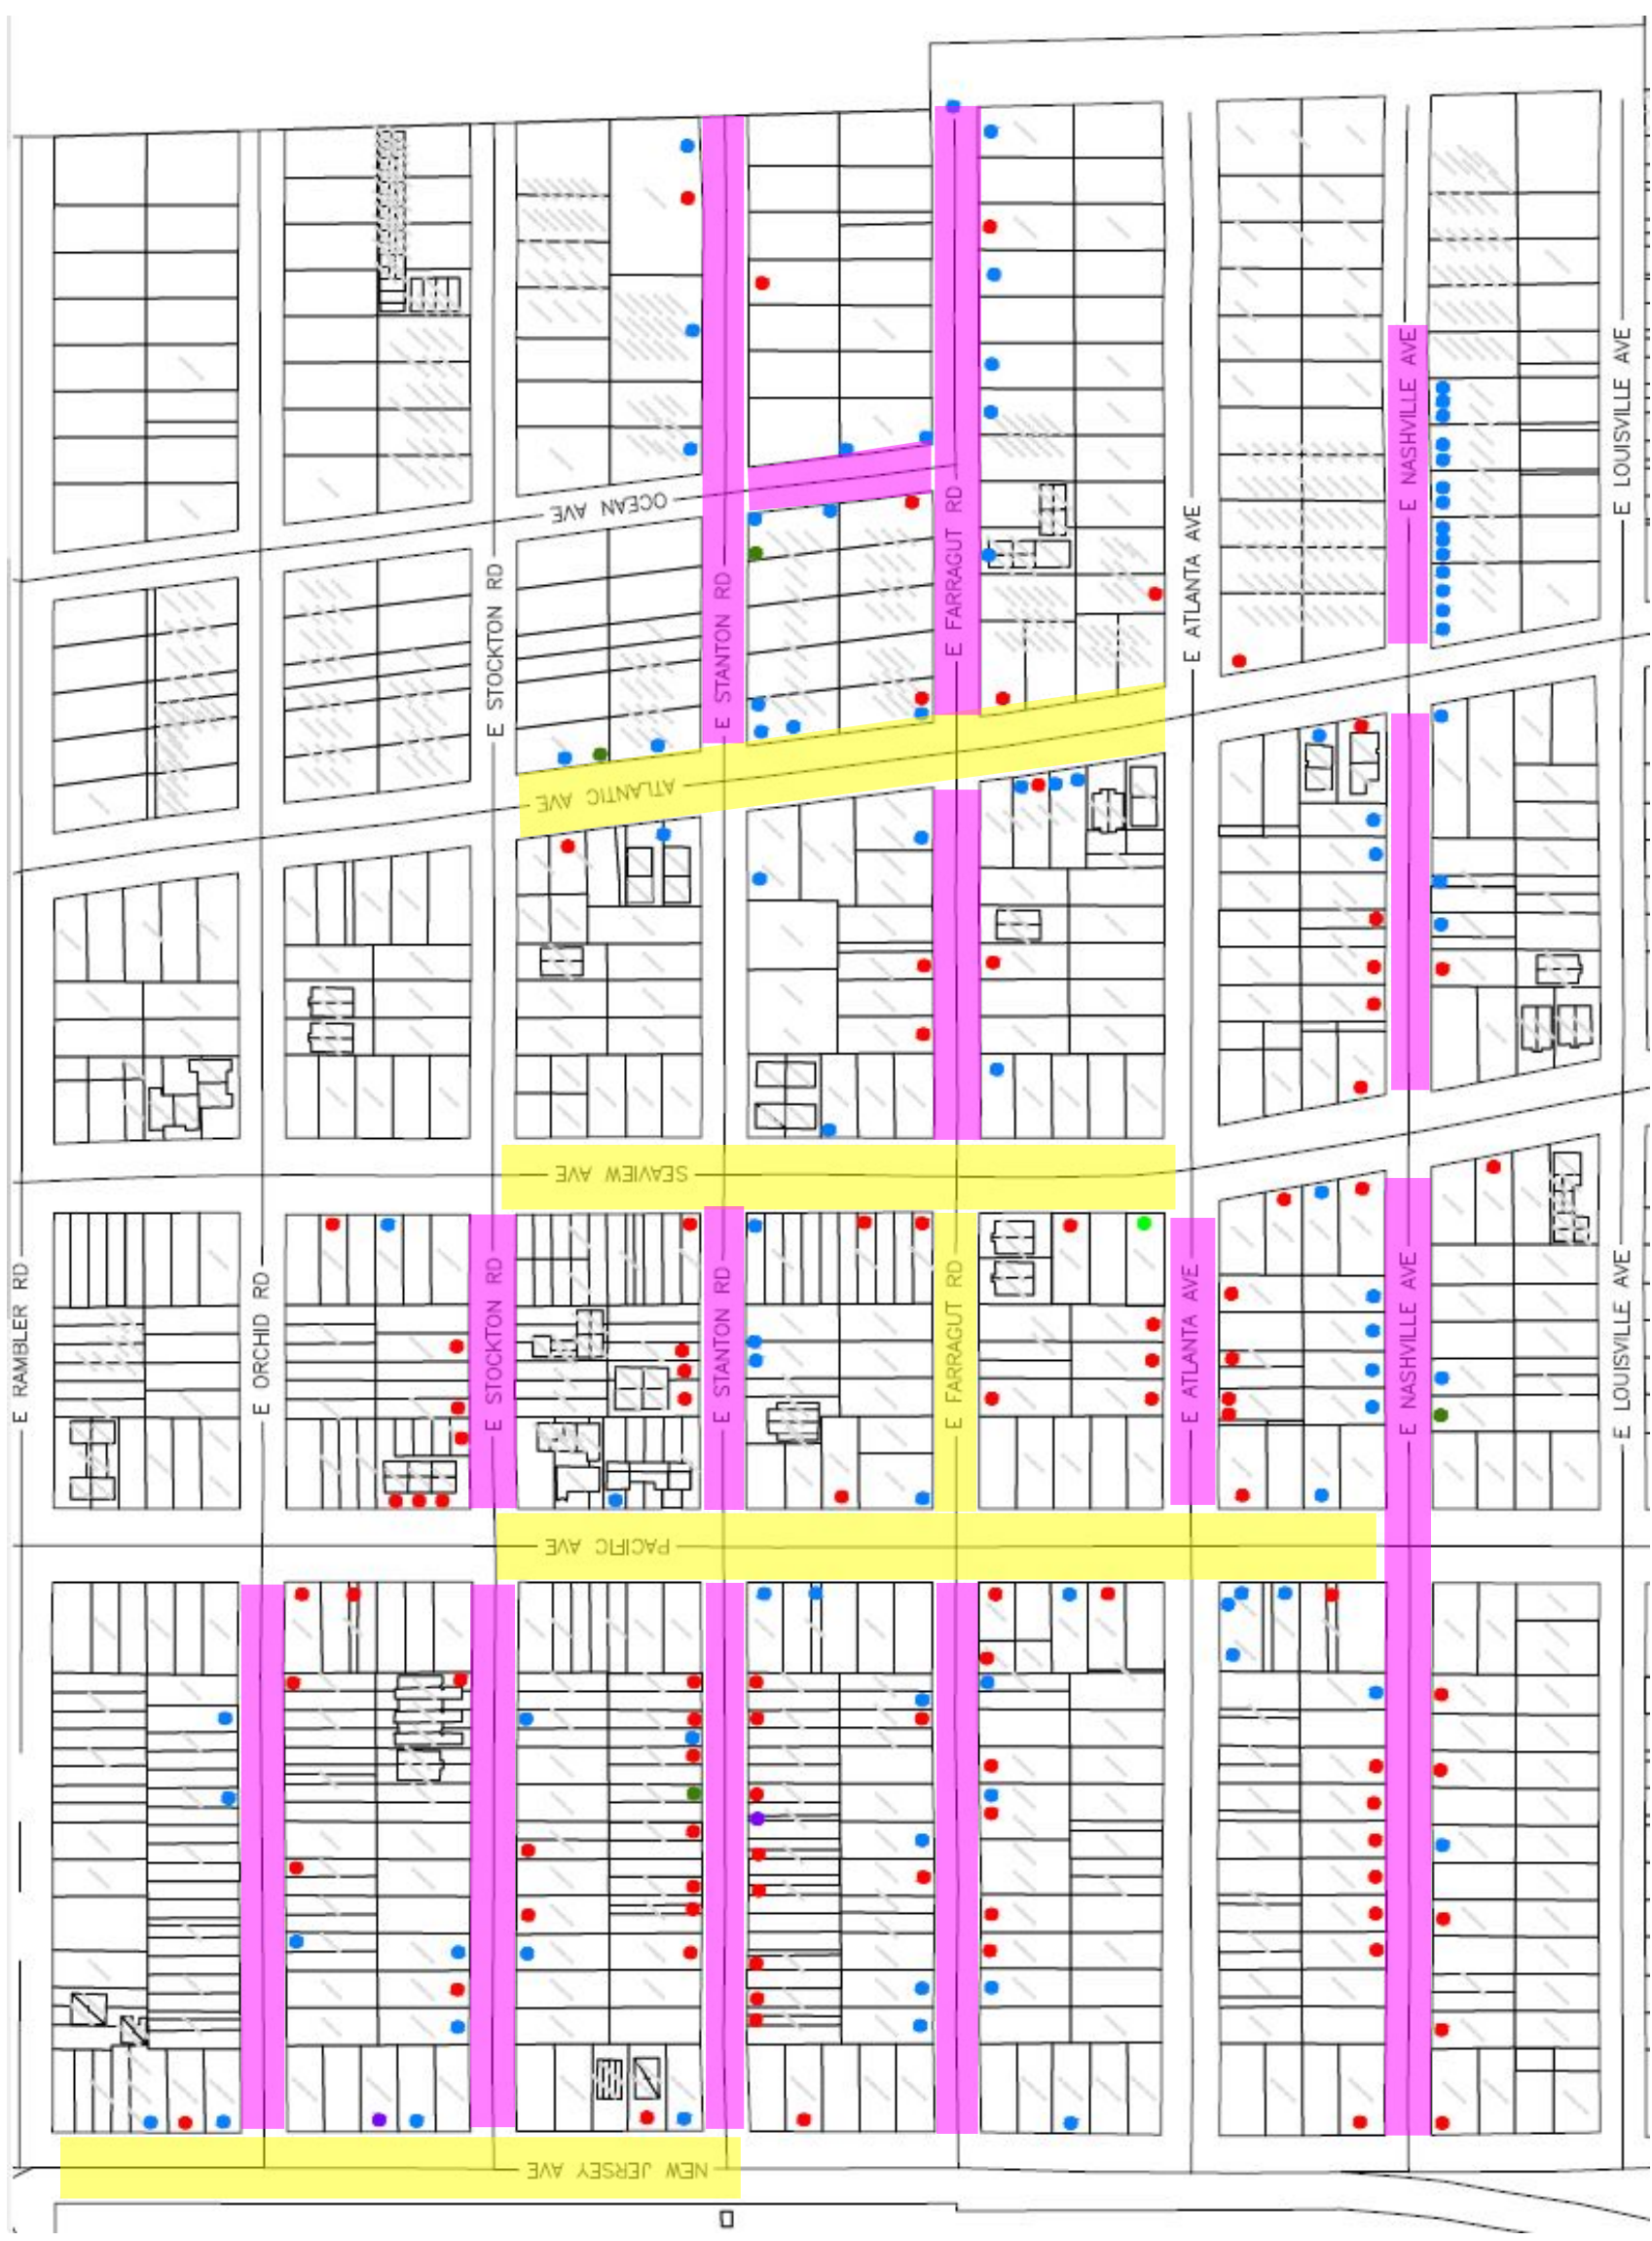 E NASHVILLE AVE
E LOUISVILLE AVE
OCEAN AVE
E STOCKTON RD
E STANTON RD
E FARRAGUT RD
E ATLANTA AVE
ATLANTIC AVE
SEAVIEW AVE
E RAMBLER RD
E ORCHID RD
E STOCKTON RD
E STANTON RD
E FARRAGUT RD
E ATLANTA AVE
E NASHVILLE AVE
E LOUISVILLE AVE
PACIFIC AVE
NEW JERSEY AVE